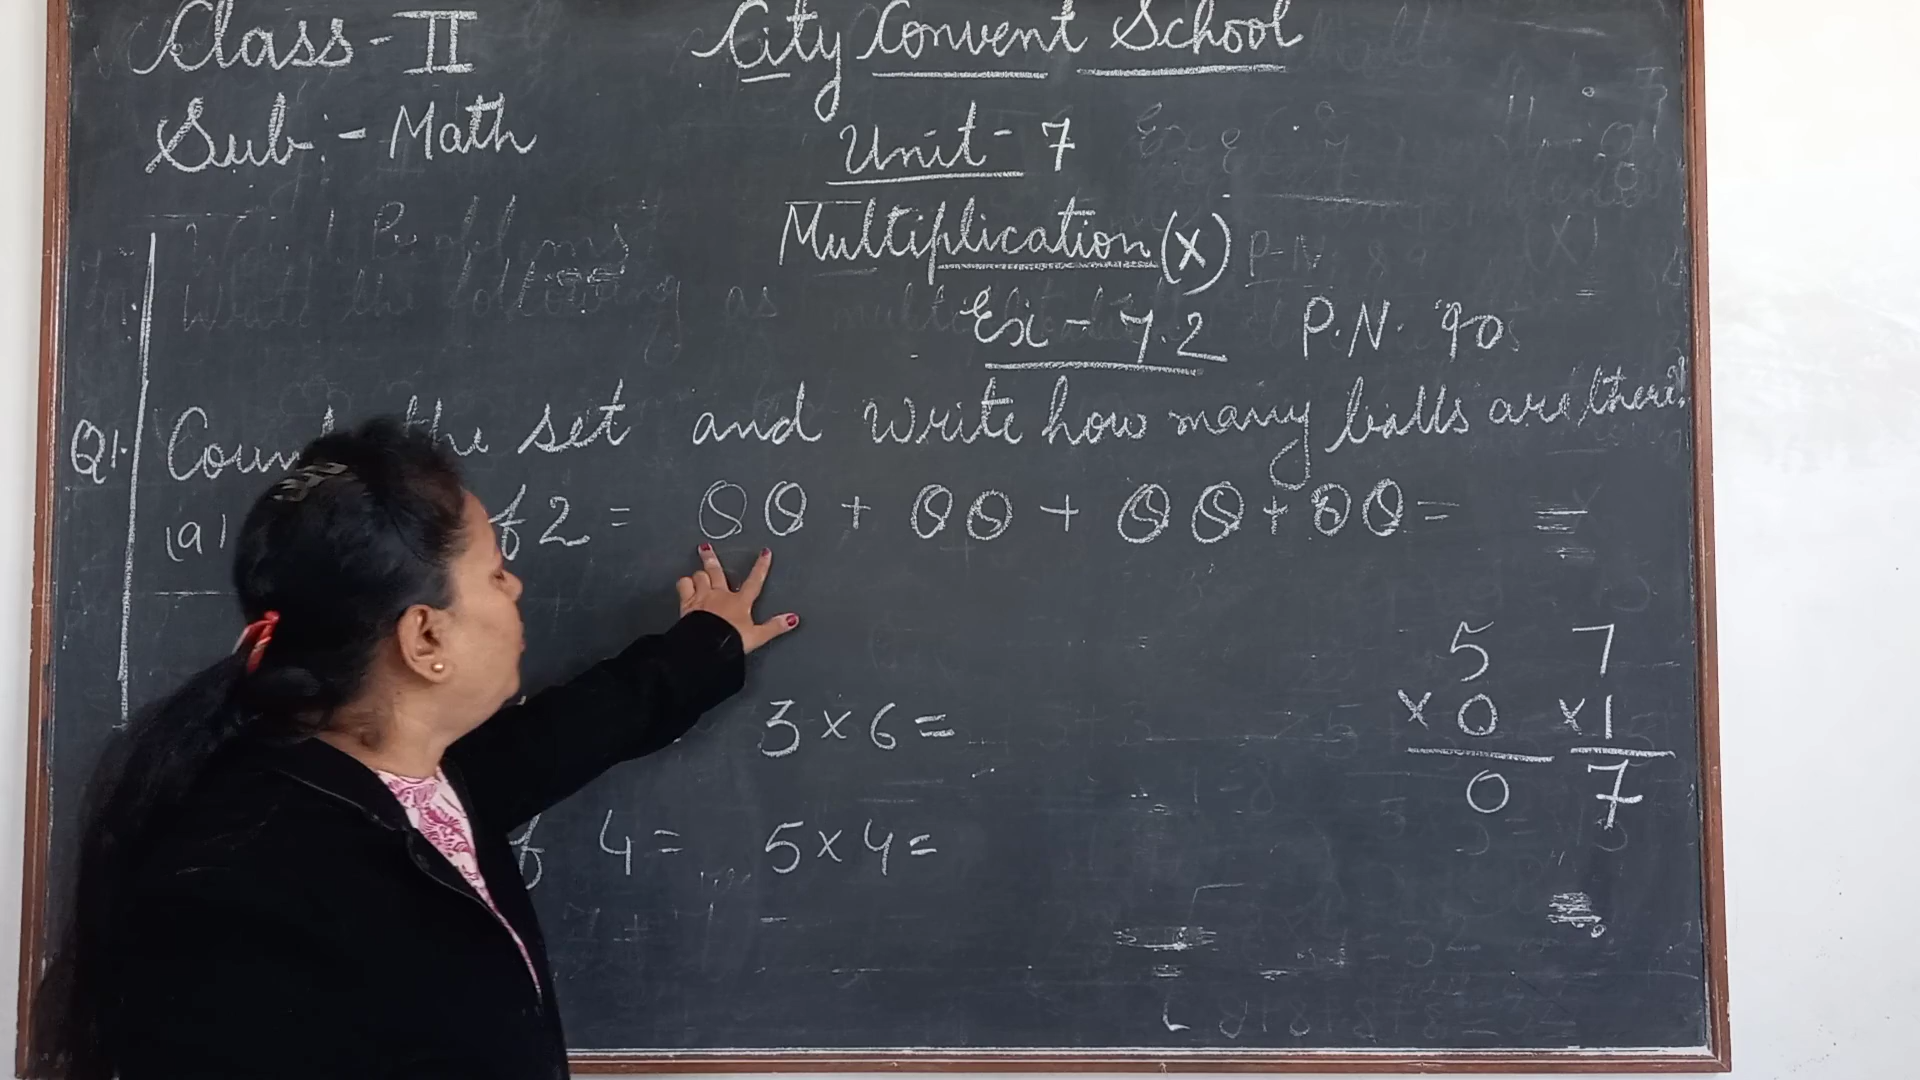 Class - II City Convent School
Sub :- Math Unit - 7
Multiplication (x)
Ex - 7.2 P.N. 90
Q1. Count the set and Write how many balls are there?
(a) of 2 = + + + =
5 7
3 x 6 = x 0 x 1
0 7
of 4 = 5 x 4 =